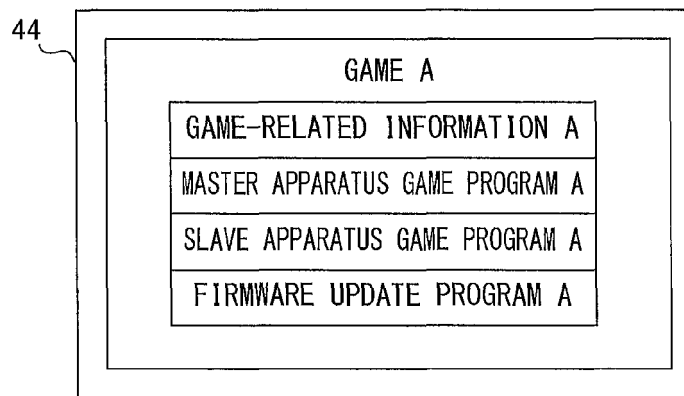 44
GAME A
GAME-RELATED INFORMATION A
MASTER APPARATUS GAME PROGRAM A
SLAVE APPARATUS GAME PROGRAM A
FIRMWARE UPDATE PROGRAM A